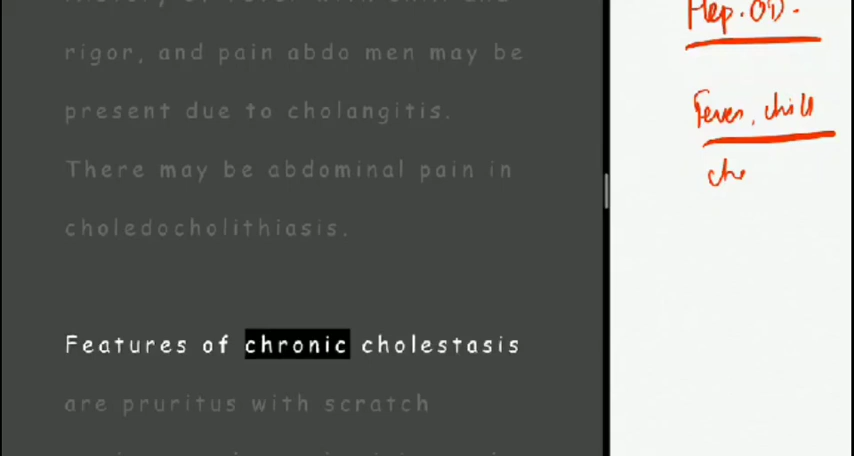 rigor, and pain abdo men may be
present due to cholangitis.
There may be abdominal pain in
choledocholithiasis.
Features of chronic cholestasis
are pruritus with scratch
Hep.
Fever, chill
cho